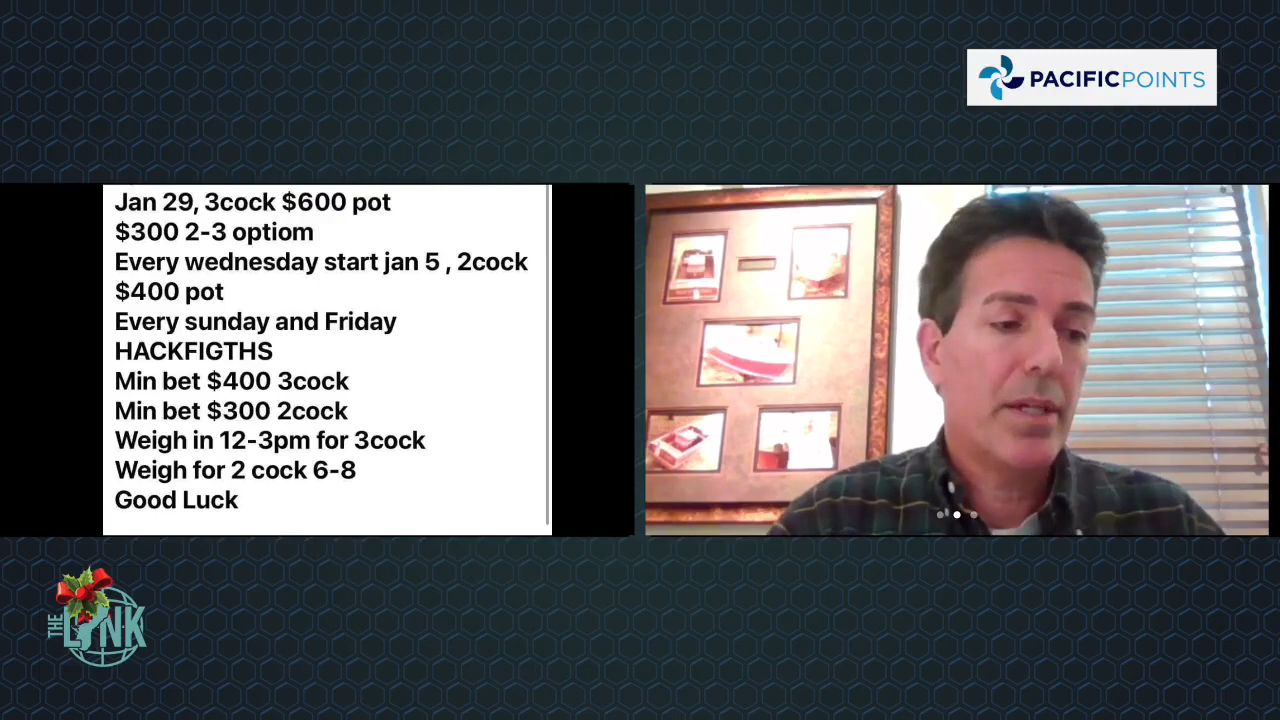 PACIFICPOINTS
Jan 29, 3cock $600 pot
$300 2-3 optiom
Every wednesday start jan 5 , 2cock
$400 pot
Every sunday and Friday
HACKFIGTHS
Min bet $400 3cock
Min bet $300 2cock
Weigh in 12-3pm for 3cock
Weigh for 2 cock 6-8
Good Luck
THE LYNK